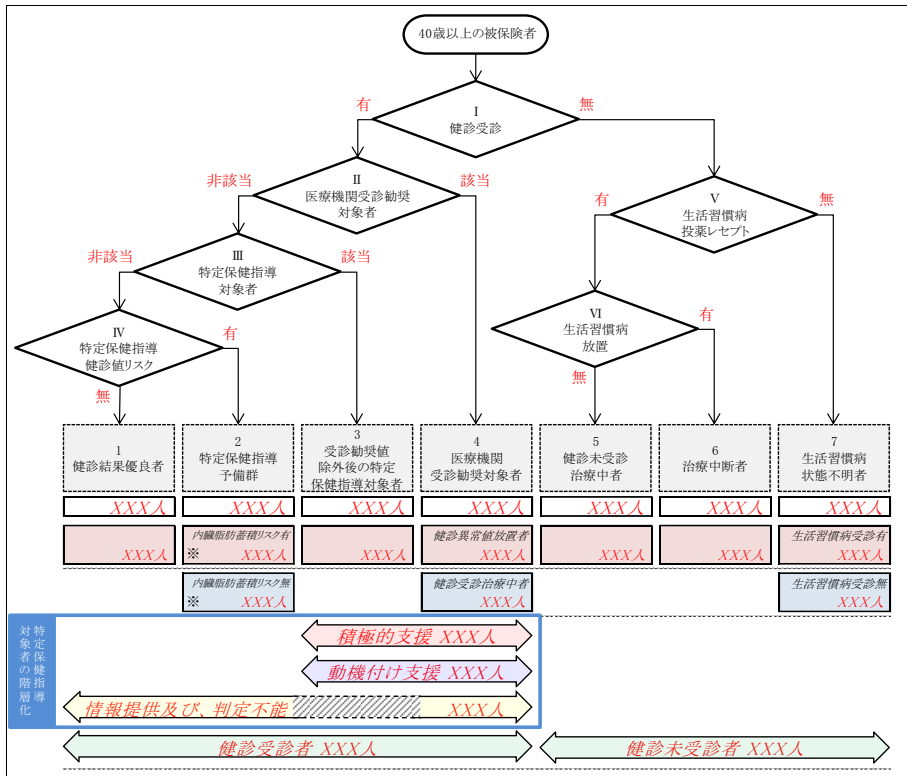 40歳以上の被保険者
Ⅰ
健診受診
有
無
Ⅱ
医療機関受診勧奨
対象者
非該当
該当
Ⅴ
生活習慣病
投薬レセプト
有
無
Ⅲ
特定保健指導
対象者
非該当
該当
Ⅵ
生活習慣病
放置
有
無
Ⅳ
特定保健指導
健診値リスク
有
無
1
健診結果優良者
2
特定保健指導
予備群
3
受診勧奨値
除外後の特定
保健指導対象者
4
医療機関
受診勧奨対象者
5
健診未受診
治療中者
6
治療中断者
7
生活習慣病
状態不明者
XXX人
XXX人
XXX人
XXX人
XXX人
XXX人
XXX人
XXX人
内臓脂肪蓄積リスク有
※ XXX人
XXX人
健診異常値放置者
XXX人
XXX人
XXX人
生活習慣病受診有
XXX人
内臓脂肪蓄積リスク無
※ XXX人
健診受診治療中者
XXX人
生活習慣病受診無
XXX人
特定保健指導
対象者の階層化
積極的支援 XXX人
動機付け支援 XXX人
情報提供及び、判定不能 XXX人
健診受診者 XXX人
健診未受診者 XXX人